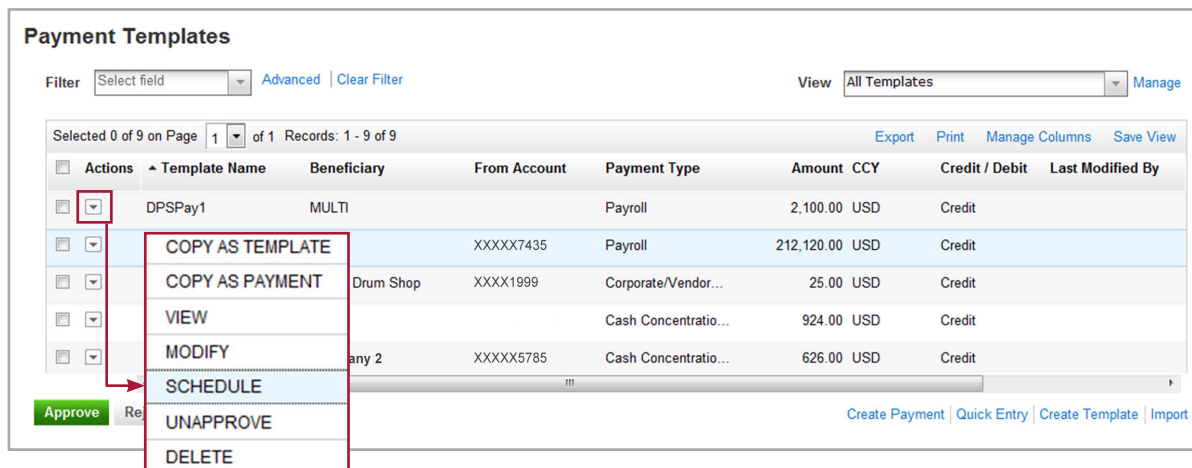 Payment Templates
Filter Select field Advanced | Clear Filter View All Templates Manage
Selected 0 of 9 on Page 1 of 1 Records: 1 - 9 of 9 Export Print Manage Columns Save View
Actions Template Name Beneficiary From Account Payment Type Amount CCY Credit / Debit Last Modified By
DPSPay1 MULTI Payroll 2,100.00 USD Credit
COPY AS TEMPLATE XXXXX7435 Payroll 212,120.00 USD Credit
COPY AS PAYMENT Drum Shop XXXX1999 Corporate/Vendor... 25.00 USD Credit
VIEW Cash Concentratio... 924.00 USD Credit
MODIFY any 2 XXXXX5785 Cash Concentratio... 626.00 USD Credit
SCHEDULE
Approve Rej UNAPPROVE Create Payment | Quick Entry | Create Template | Import
DELETE